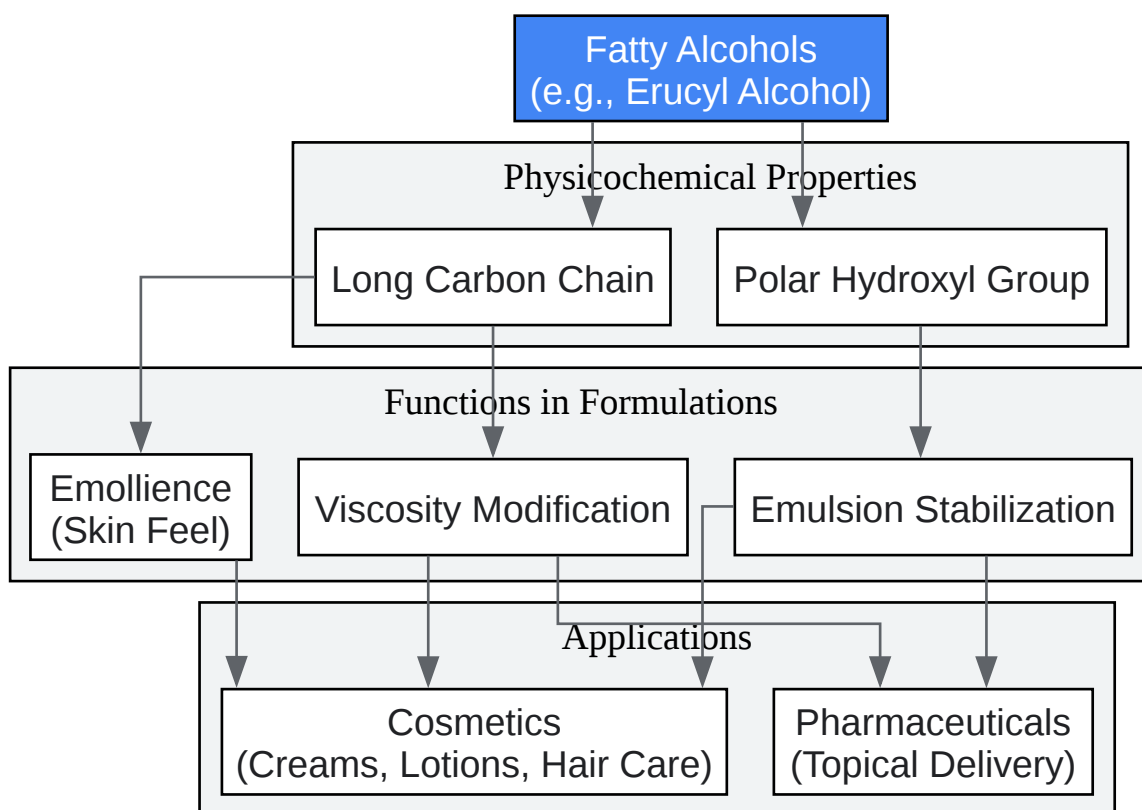 Fatty Alcohols
(e.g., Erucyl Alcohol)
Physicochemical Properties
Long Carbon Chain
Polar Hydroxyl Group
Functions in Formulations
Emollience
(Skin Feel)
Viscosity Modification
Emulsion Stabilization
Applications
Cosmetics
(Creams, Lotions, Hair Care)
Pharmaceuticals
(Topical Delivery)